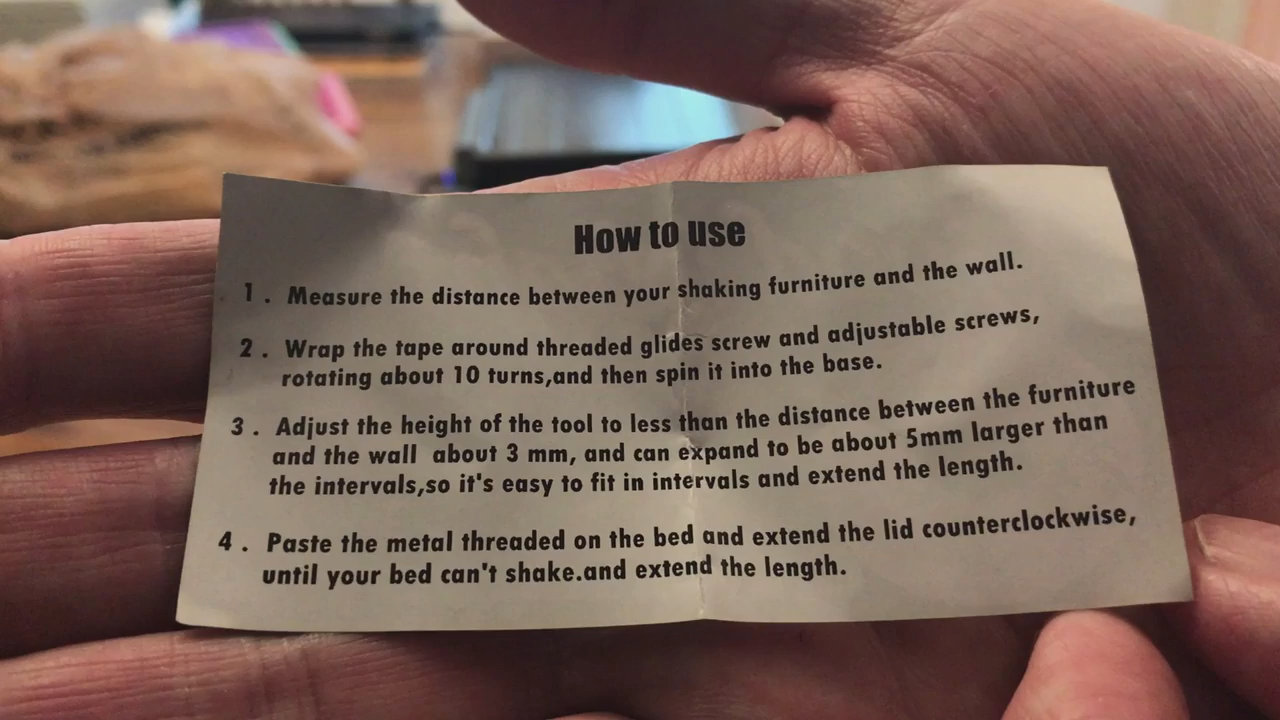 How to use
1. Measure the distance between your shaking furniture and the wall.
2. Wrap the tape around threaded glides screw and adjustable screws,
rotating about 10 turns,and then spin it into the base.
3. Adjust the height of the tool to less than the distance between the furniture
and the wall about 3 mm, and can expand to be about 5mm larger than
the intervals,so it's easy to fit in intervals and extend the length.
4. Paste the metal threaded on the bed and extend the lid counterclockwise,
until your bed can't shake.and extend the length.